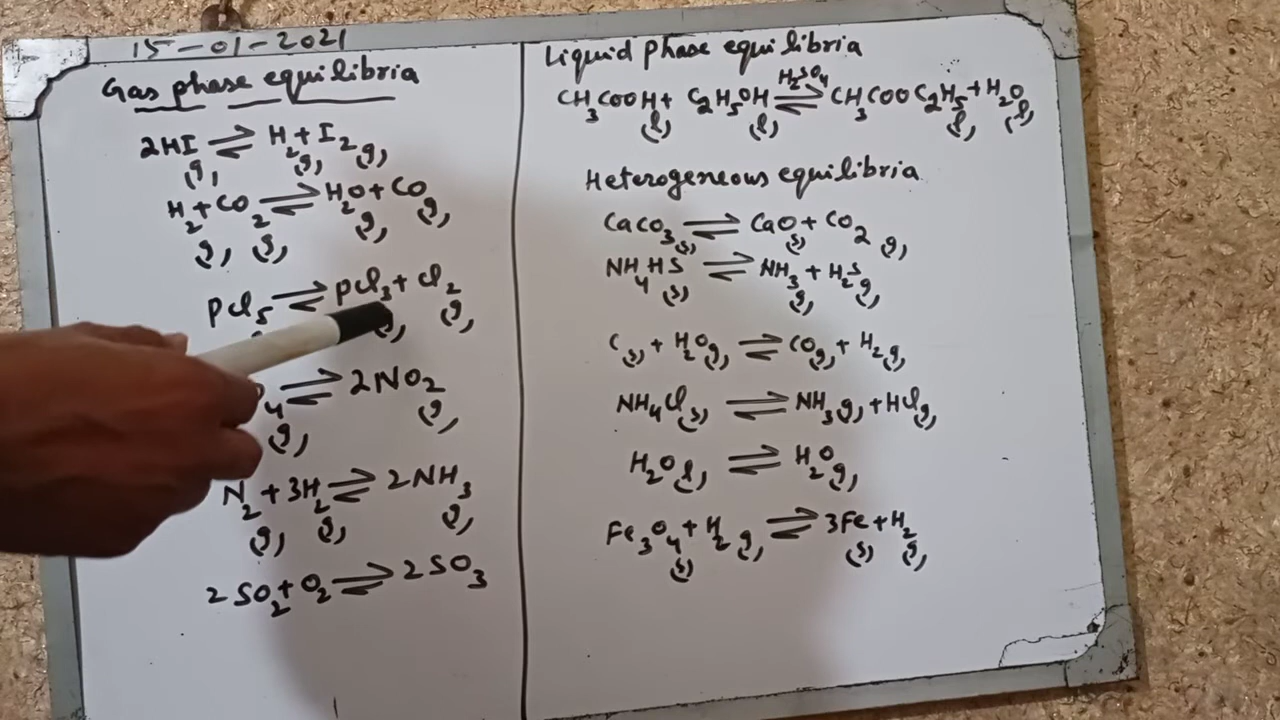 15-01-2021
Gas phase equilibria
2HI ⇌ H2 + I2
(g) (g) (g)
H2 + CO2 ⇌ H2O + CO
(g) (g) (g) (g)
PCl5 ⇌ PCl3 + Cl2
(g) (g)
4 ⇌ 2NO2
(g) (g)
N2 + 3H2 ⇌ 2NH3
(g) (g) (g)
2SO2 + O2 ⇌ 2SO3
Liquid phase equilibria
H2SO4
CH3COOH + C2H5OH ⇌ CH3COOC2H5 + H2O
(l) (l) (l) (l)
Heterogeneous equilibria
CaCO3(s) ⇌ CaO(s) + CO2(g)
NH4HS ⇌ NH3 + H2S
(s) (g) (g)
C(s) + H2O(g) ⇌ CO(g) + H2(g)
NH4Cl(s) ⇌ NH3(g) + HCl(g)
H2O(l) ⇌ H2O(g)
Fe3O4 + H2(g) ⇌ 3Fe + H2
(s) (s) (g)